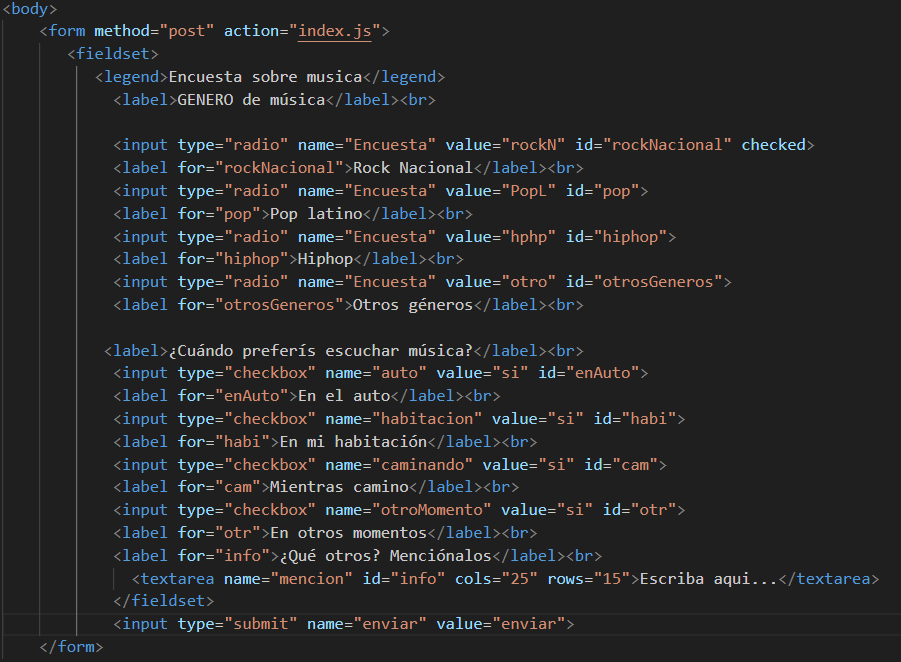 <body>
<form method="post" action="index.js">
<fieldset>
<legend>Encuesta sobre musica</legend>
<label>GENERO de música</label><br>
<input type="radio" name="Encuesta" value="rockN" id="rockNacional" checked>
<label for="rockNacional">Rock Nacional</label><br>
<input type="radio" name="Encuesta" value="PopL" id="pop">
<label for="pop">Pop latino</label><br>
<input type="radio" name="Encuesta" value="hphp" id="hiphop">
<label for="hiphop">Hiphop</label><br>
<input type="radio" name="Encuesta" value="otro" id="otrosGeneros">
<label for="otrosGeneros">Otros géneros</label><br>
<label>¿Cuándo preferís escuchar música?</label><br>
<input type="checkbox" name="auto" value="si" id="enAuto">
<label for="enAuto">En el auto</label><br>
<input type="checkbox" name="habitacion" value="si" id="habi">
<label for="habi">En mi habitación</label><br>
<input type="checkbox" name="caminando" value="si" id="cam">
<label for="cam">Mientras camino</label><br>
<input type="checkbox" name="otroMomento" value="si" id="otr">
<label for="otr">En otros momentos</label><br>
<label for="info">¿Qué otros? Menciónalos</label><br>
<textarea name="mencion" id="info" cols="25" rows="15">Escriba aqui...</textarea>
</fieldset>
<input type="submit" name="enviar" value="enviar">
</form>